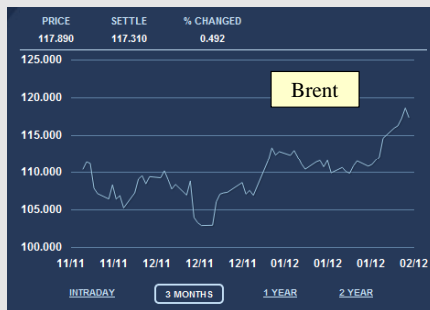 PRICE SETTLE % CHANGED
117.890 117.310 0.492
125.000
120.000
Brent
115.000
110.000
105.000
100.000
11/11 11/11 12/11 12/11 12/11 01/12 01/12 01/12 02/12
INTRADAY 3 MONTHS 1 YEAR 2 YEAR